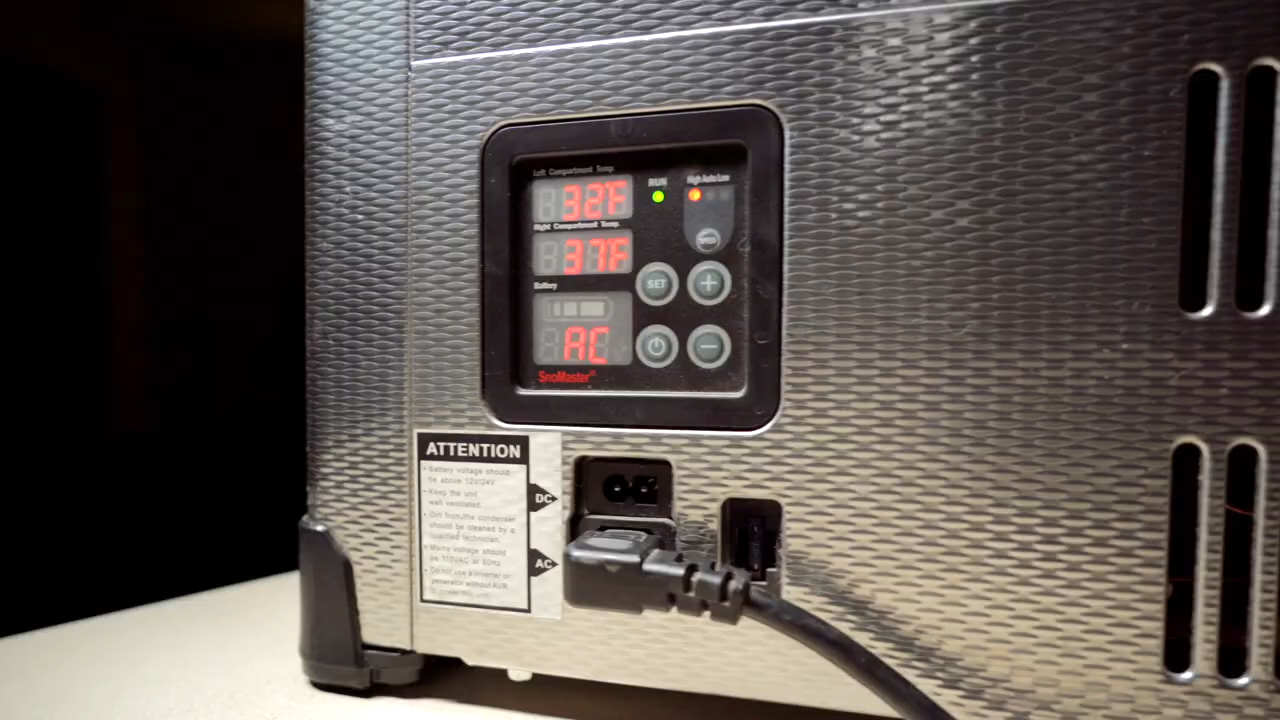 Left Compartment Temp.
32°F
RUN
High Auto Low
Right Compartment Temp.
37F
SET
+
Battery
AC
−
SnoMaster
ATTENTION
• Battery voltage should
be above 12V/24V.
• Keep the unit
well ventilated.
DC
• Dirt from/the condenser
should be cleaned by a
qualified technician.
• Mains voltage should
be 115VAC at 60Hz
AC
• Do not use a inverter or
generator without AVR